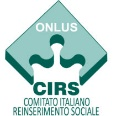 ONLUS
CIRS
COMITATO ITALIANO
REINSERIMENTO SOCIALE